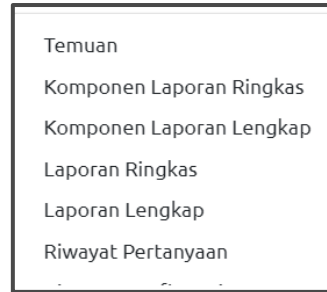 Temuan
Komponen Laporan Ringkas
Komponen Laporan Lengkap
Laporan Ringkas
Laporan Lengkap
Riwayat Pertanyaan